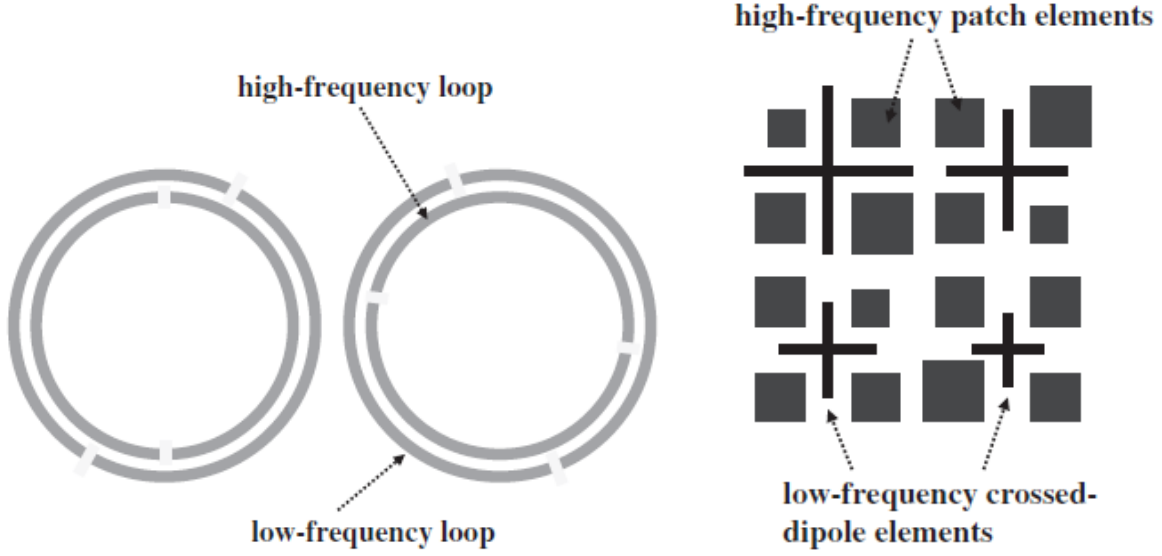 high-frequency patch elements
high-frequency loop
low-frequency crossed-
dipole elements
low-frequency loop